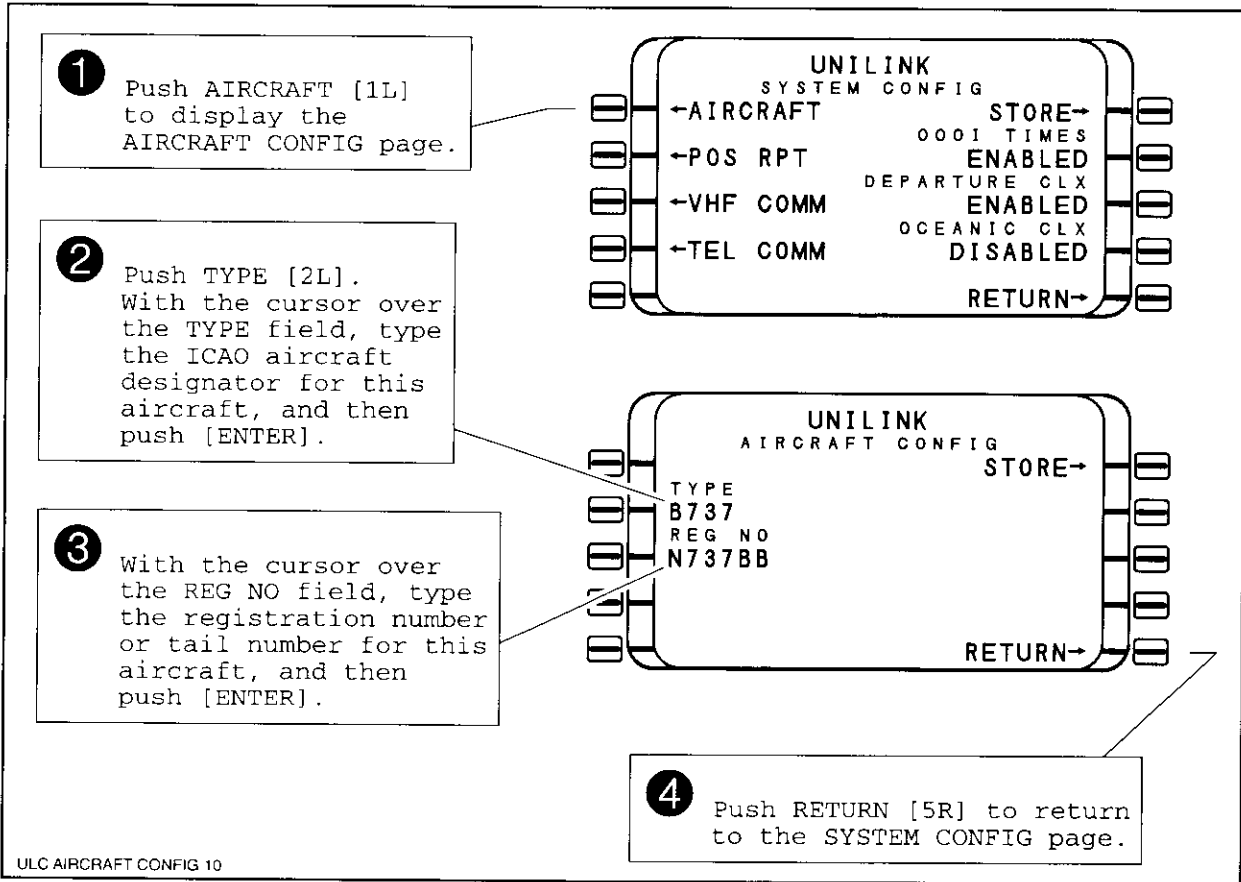 1
Push AIRCRAFT [1L]
to display the
AIRCRAFT CONFIG page.
UNILINK
SYSTEM CONFIG
←AIRCRAFT STORE→
OOOI TIMES
←POS RPT ENABLED
DEPARTURE CLX
←VHF COMM ENABLED
OCEANIC CLX
←TEL COMM DISABLED
RETURN→
2
Push TYPE [2L].
With the cursor over
the TYPE field, type
the ICAO aircraft
designator for this
aircraft, and then
push [ENTER].
UNILINK
AIRCRAFT CONFIG
STORE→
TYPE
B737
REG NO
N737BB
RETURN→
3
With the cursor over
the REG NO field, type
the registration number
or tail number for this
aircraft, and then
push [ENTER].
4
Push RETURN [5R] to return
to the SYSTEM CONFIG page.
ULC AIRCRAFT CONFIG 10